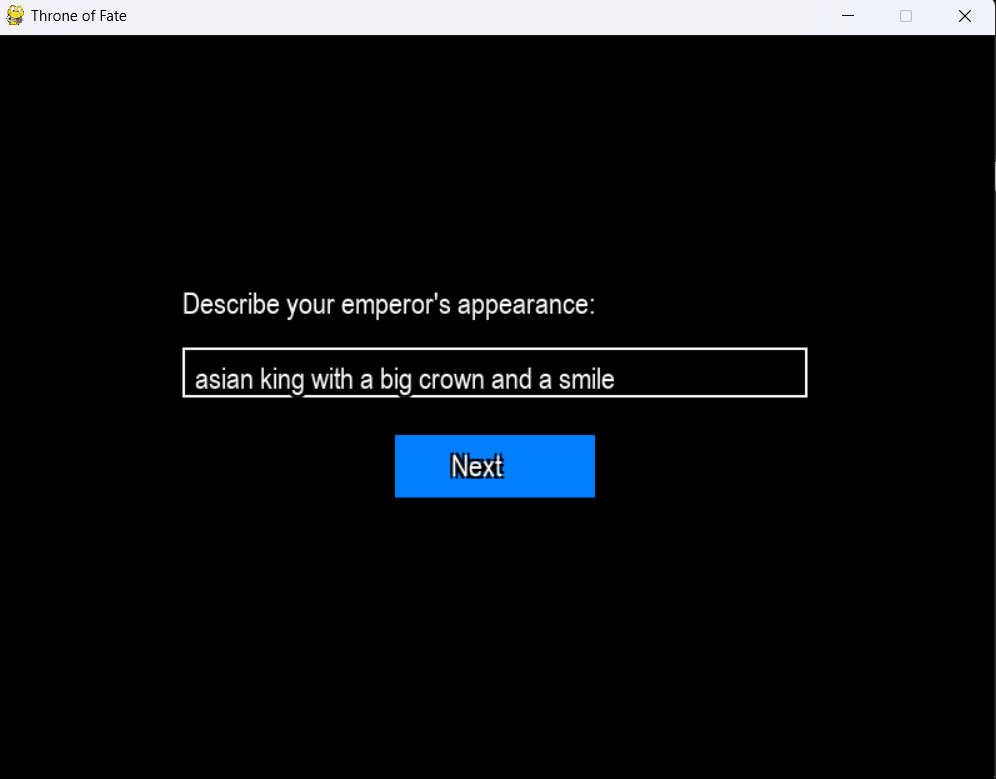 Throne of Fate
Describe your emperor's appearance:
asian king with a big crown and a smile
Next